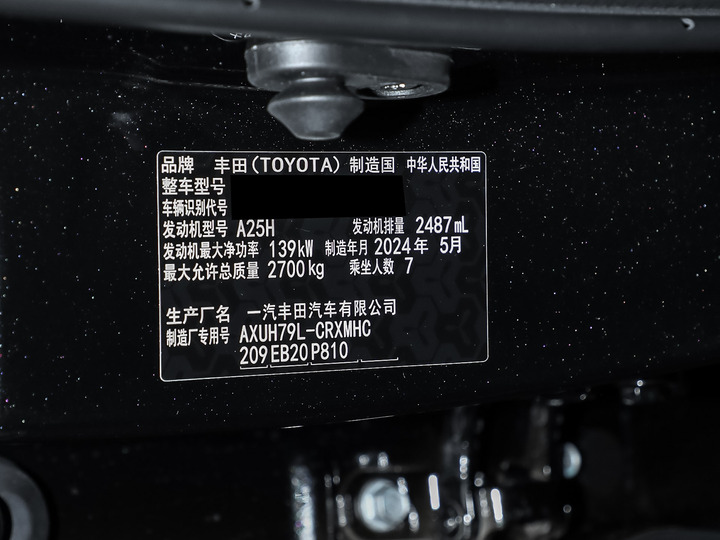 品牌 丰田(TOYOTA) 制造国 中华人民共和国
整车型号
车辆识别代号
发动机型号 A25H 发动机排量 2487mL
发动机最大净功率 139kW 制造年月 2024年 5月
最大允许总质量 2700kg 乘坐人数 7
生产厂名 一汽丰田汽车有限公司
制造厂专用号 AXUH79L-CRXMHC
209 EB20 P810